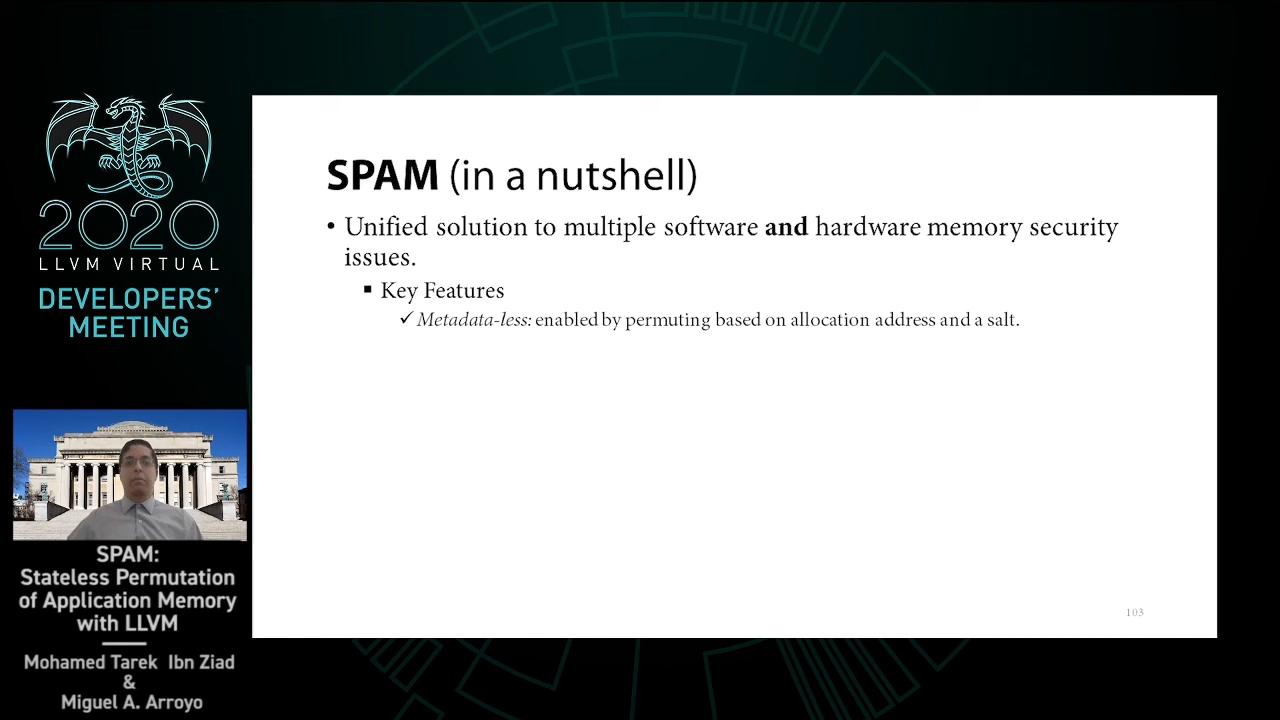 2020
LLVM VIRTUAL
DEVELOPERS'
MEETING
SPAM:
Stateless Permutation
of Application Memory
with LLVM
Mohamed Tarek Ibn Ziad
&
Miguel A. Arroyo
SPAM (in a nutshell)
• Unified solution to multiple software and hardware memory security
issues.
▪ Key Features
✓ Metadata-less: enabled by permuting based on allocation address and a salt.
103